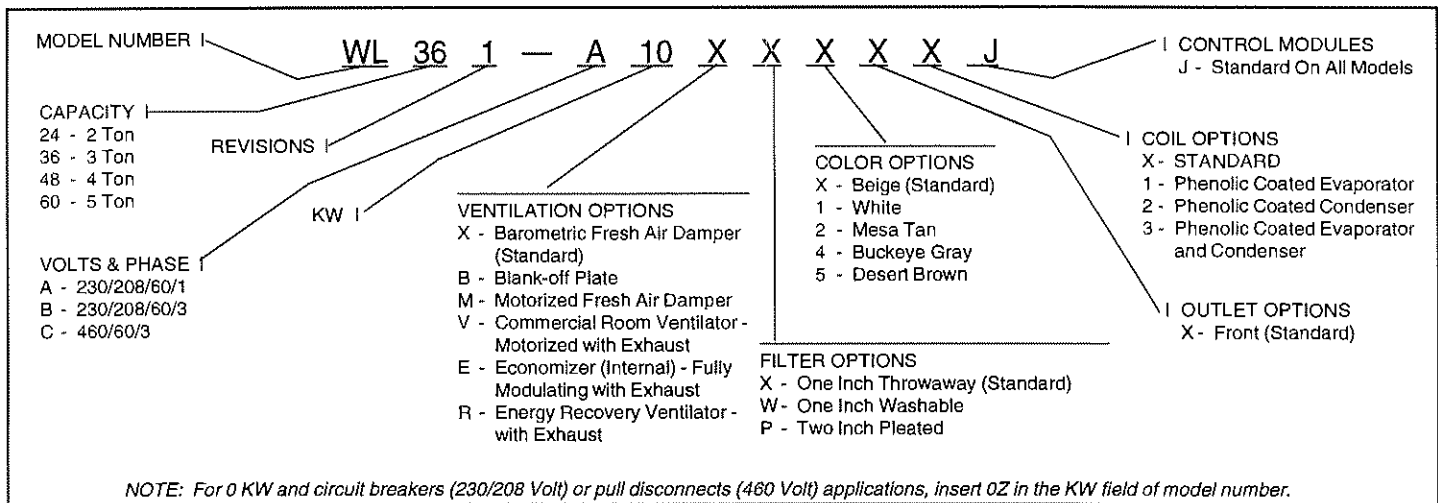 MODEL NUMBER
WL 36 1 — A 10 X X X X X J
CONTROL MODULES
J - Standard On All Models
CAPACITY
24 - 2 Ton
36 - 3 Ton
48 - 4 Ton
60 - 5 Ton
REVISIONS
VOLTS & PHASE
A - 230/208/60/1
B - 230/208/60/3
C - 460/60/3
KW
VENTILATION OPTIONS
X - Barometric Fresh Air Damper
(Standard)
B - Blank-off Plate
M - Motorized Fresh Air Damper
V - Commercial Room Ventilator -
Motorized with Exhaust
E - Economizer (Internal) - Fully
Modulating with Exhaust
R - Energy Recovery Ventilator -
with Exhaust
COLOR OPTIONS
X - Beige (Standard)
1 - White
2 - Mesa Tan
4 - Buckeye Gray
5 - Desert Brown
FILTER OPTIONS
X - One Inch Throwaway (Standard)
W - One Inch Washable
P - Two Inch Pleated
COIL OPTIONS
X - STANDARD
1 - Phenolic Coated Evaporator
2 - Phenolic Coated Condenser
3 - Phenolic Coated Evaporator
and Condenser
OUTLET OPTIONS
X - Front (Standard)
NOTE: For 0 KW and circuit breakers (230/208 Volt) or pull disconnects (460 Volt) applications, insert 0Z in the KW field of model number.